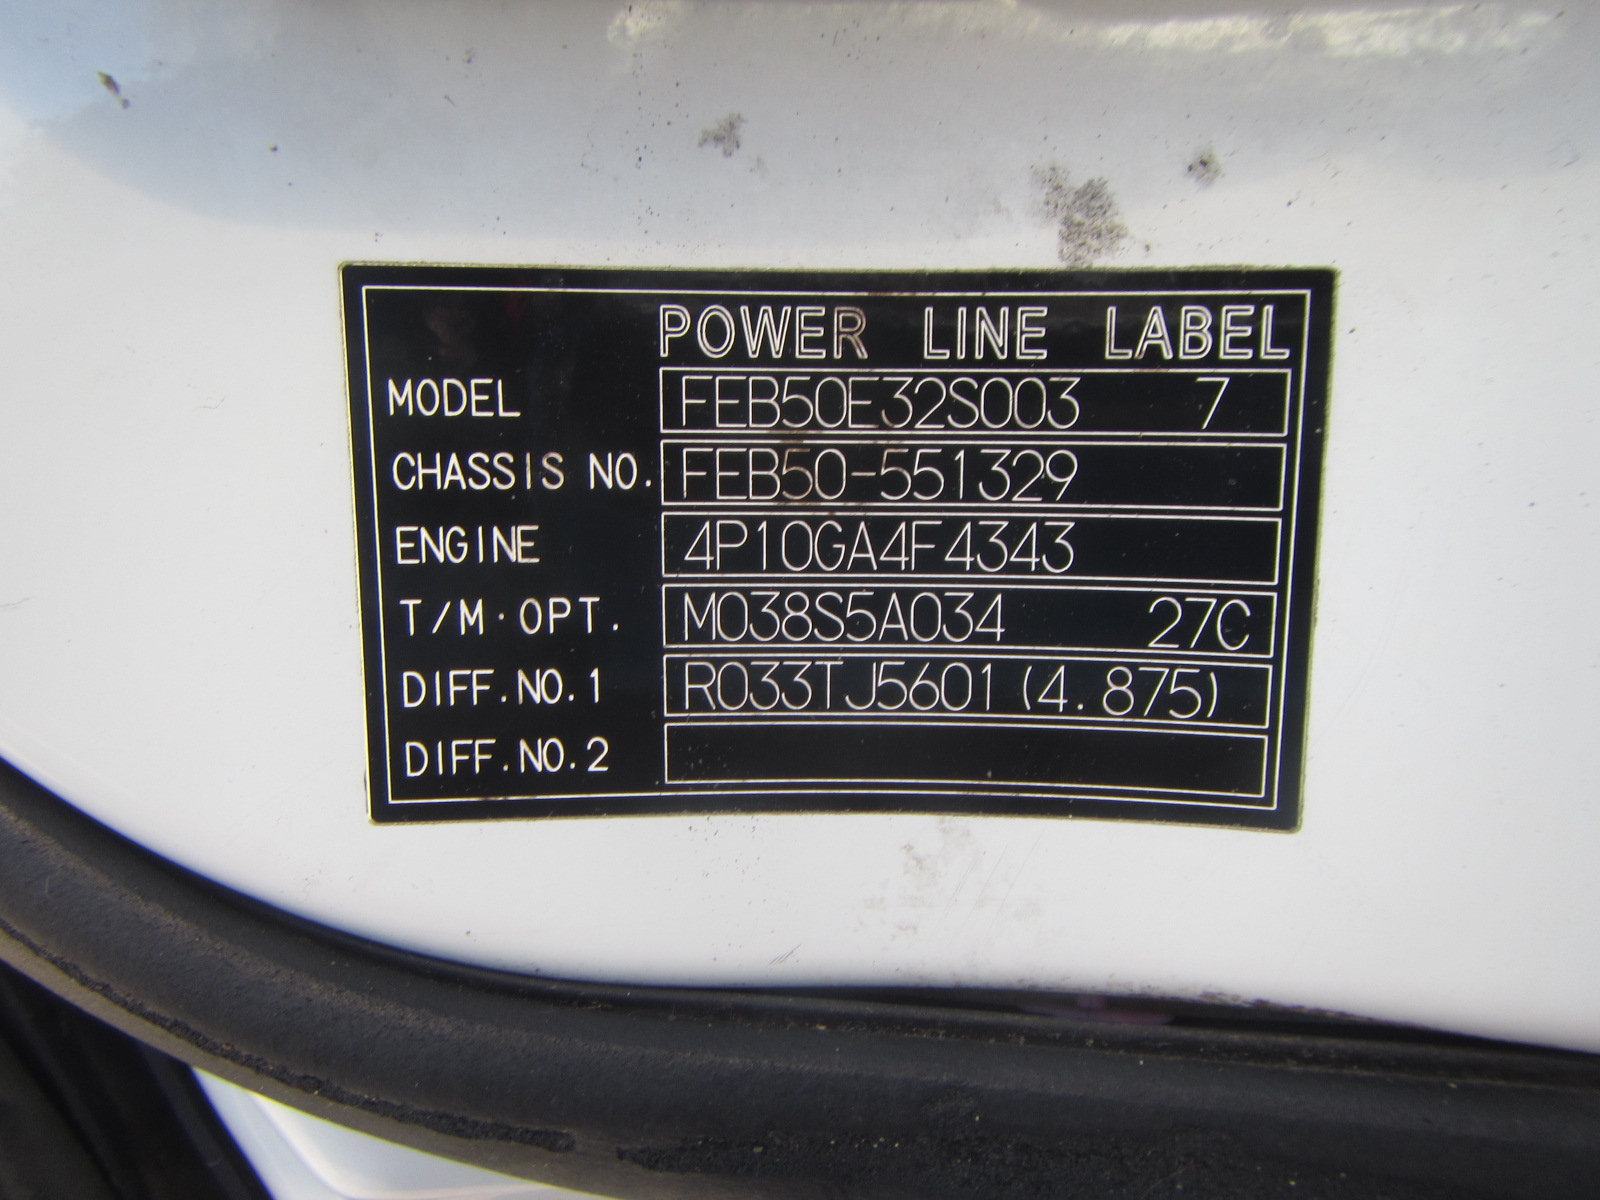 POWER LINE LABEL
MODEL FEB50E32S003 7
CHASSIS NO. FEB50-551329
ENGINE 4P10GA4F4343
T/M·OPT. M038S5A034 27C
DIFF.NO.1 R033TJ5601 (4.875)
DIFF.NO.2